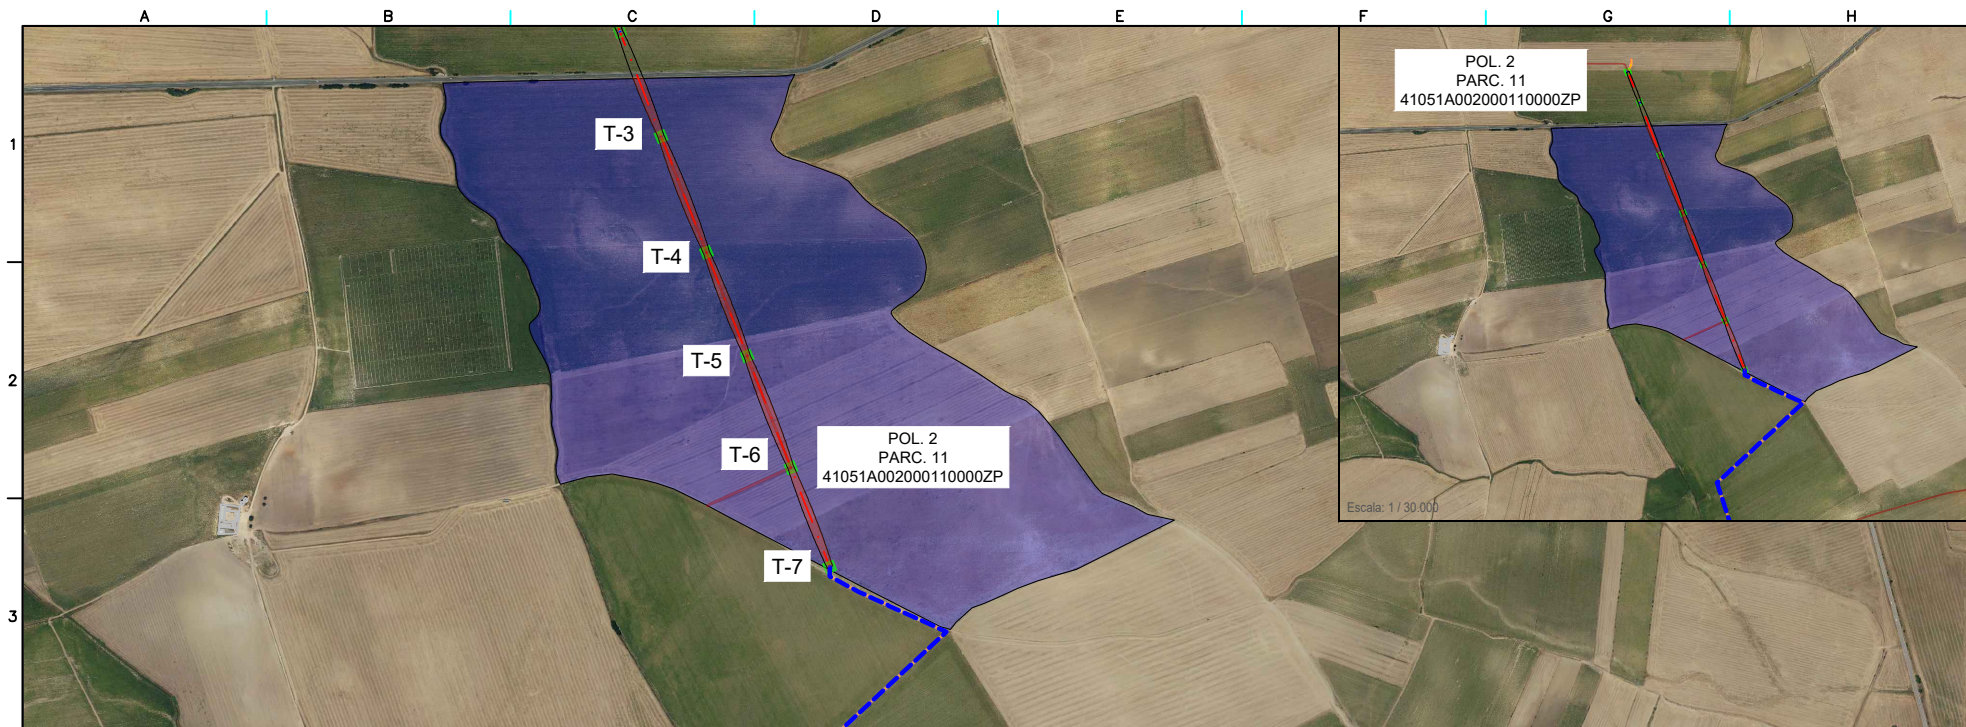 A B C D E F G H
1
2
3
T-3
T-4
T-5
T-6
T-7
POL. 2
PARC. 11
41051A002000110000ZP
POL. 2
PARC. 11
41051A002000110000ZP
Escala: 1 / 30.000